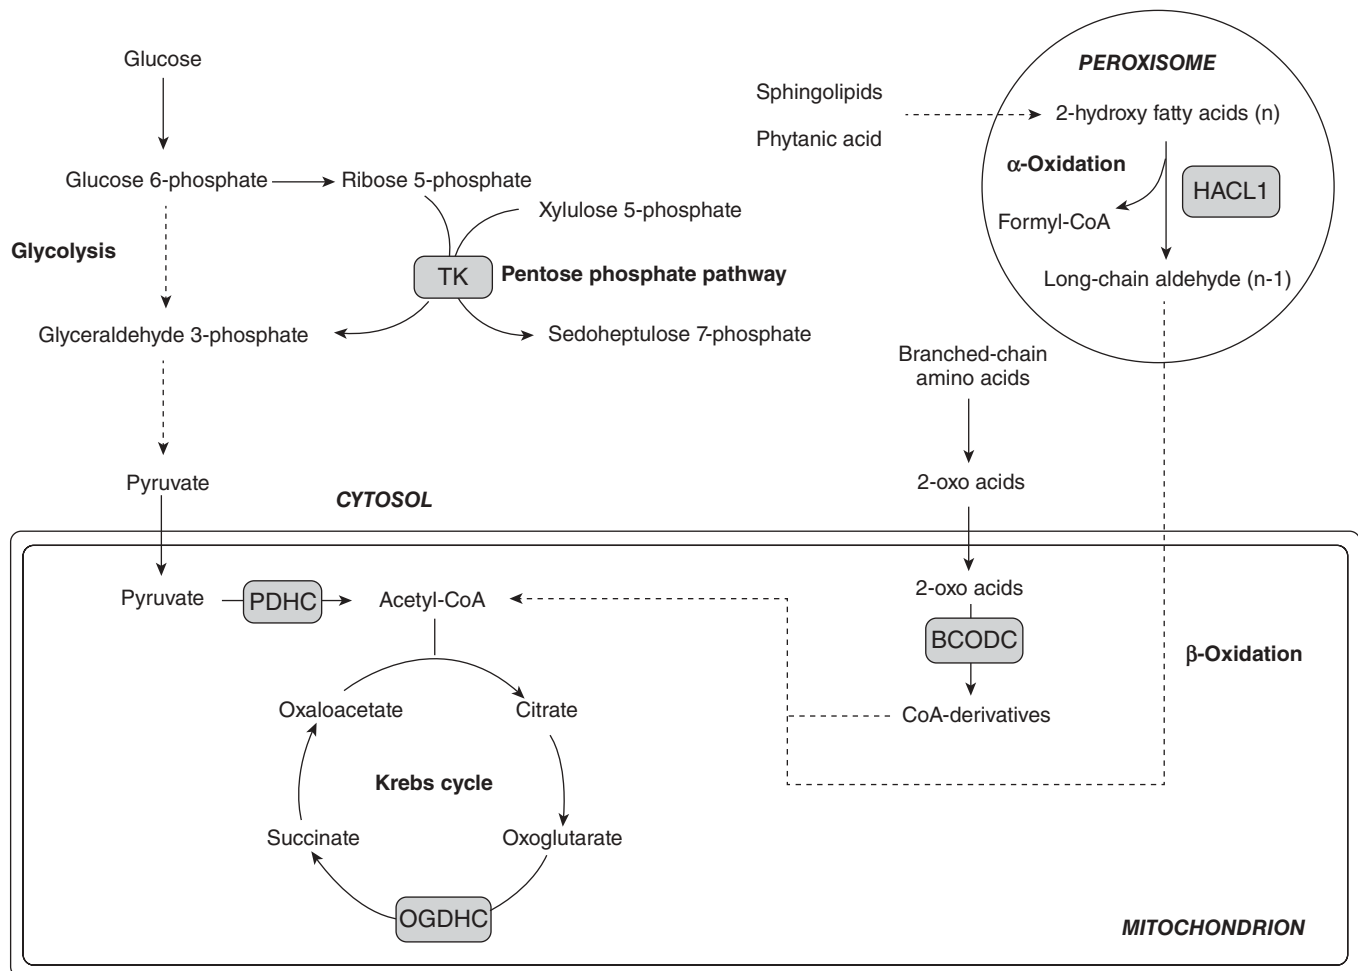 Glucose
PEROXISOME
Sphingolipids
2-hydroxy fatty acids (n)
Phytanic acid
α-Oxidation
HACL1
Glucose 6-phosphate
Ribose 5-phosphate
Xylulose 5-phosphate
Formyl-CoA
Glycolysis
TK
Pentose phosphate pathway
Long-chain aldehyde (n-1)
Glyceraldehyde 3-phosphate
Sedoheptulose 7-phosphate
Branched-chain
amino acids
Pyruvate
CYTOSOL
2-oxo acids
Pyruvate
PDHC
Acetyl-CoA
2-oxo acids
BCODC
β-Oxidation
Oxaloacetate
Citrate
CoA-derivatives
Krebs cycle
Succinate
Oxoglutarate
OGDHC
MITOCHONDRION